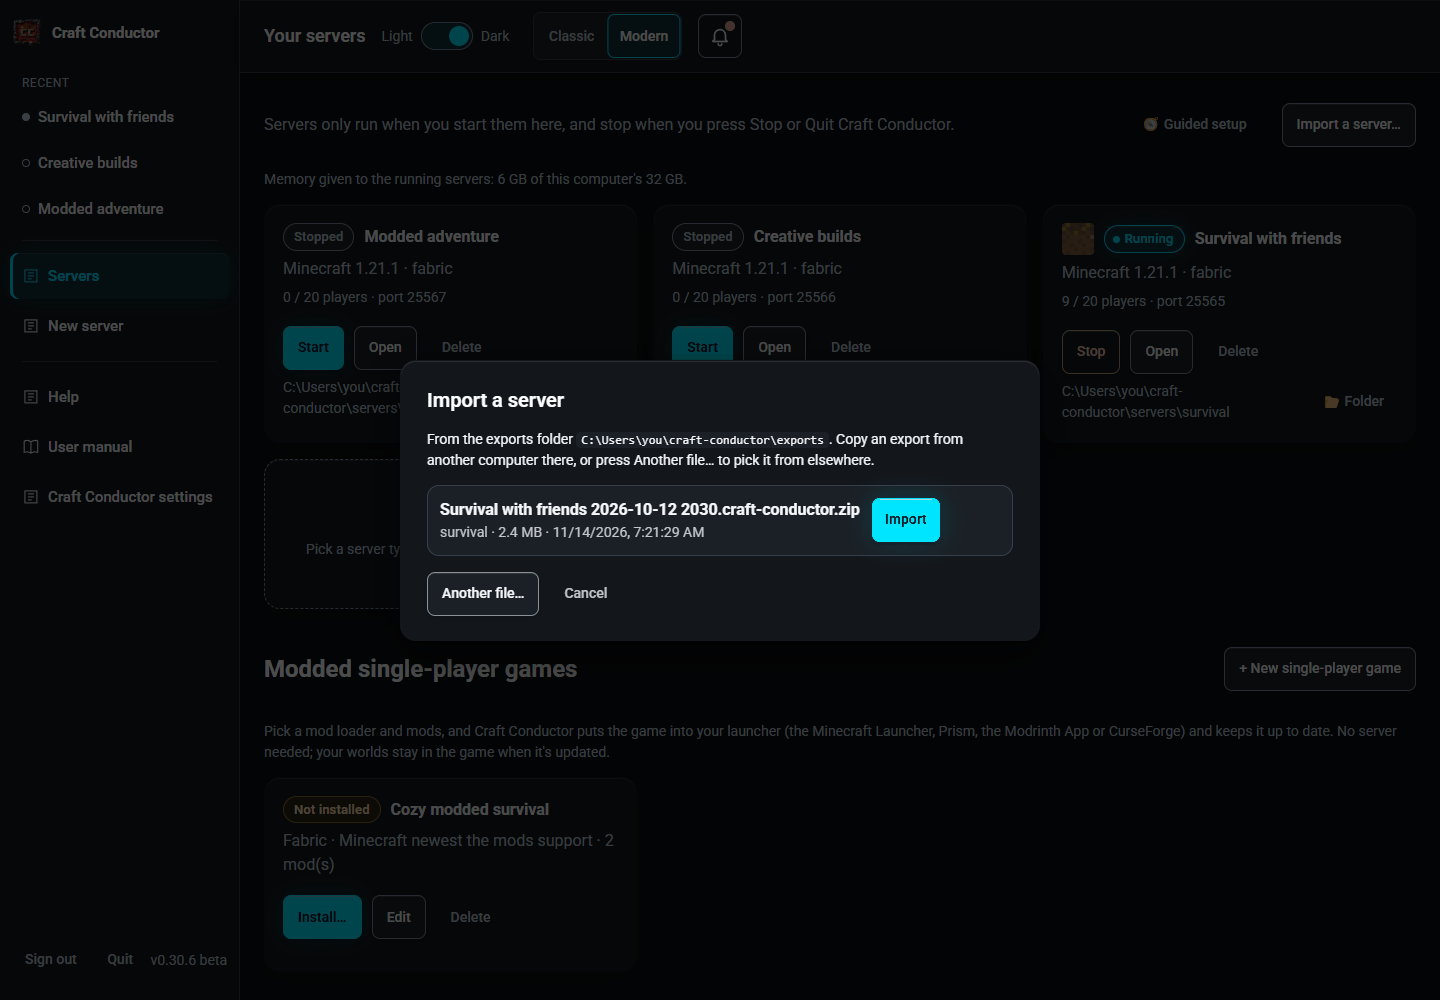 Craft Conductor
RECENT
Survival with friends
Creative builds
Modded adventure
Servers
New server
Help
User manual
Craft Conductor settings
Sign out
Quit
v0.30.6 beta
Your servers
Light
Dark
Classic
Modern
Servers only run when you start them here, and stop when you press Stop or Quit Craft Conductor.
Guided setup
Import a server...
Memory given to the running servers: 6 GB of this computer's 32 GB.
Stopped
Modded adventure
Minecraft 1.21.1 · fabric
0 / 20 players · port 25567
Start
Open
Delete
C:\Users\you\craft
conductor\servers\
Stopped
Creative builds
Minecraft 1.21.1 · fabric
0 / 20 players · port 25566
Start
Open
Delete
Running
Survival with friends
Minecraft 1.21.1 · fabric
9 / 20 players · port 25565
Stop
Open
Delete
C:\Users\you\craft-
conductor\servers\survival
Folder
Pick a server ty
Import a server
From the exports folder C:\Users\you\craft-conductor\exports. Copy an export from
another computer there, or press Another file... to pick it from elsewhere.
Survival with friends 2026-10-12 2030.craft-conductor.zip
survival · 2.4 MB · 11/14/2026, 7:21:29 AM
Import
Another file...
Cancel
Modded single-player games
+ New single-player game
Pick a mod loader and mods, and Craft Conductor puts the game into your launcher (the Minecraft Launcher, Prism, the Modrinth App or CurseForge) and keeps it up to date. No server
needed; your worlds stay in the game when it's updated.
Not installed
Cozy modded survival
Fabric · Minecraft newest the mods support · 2
mod(s)
Install...
Edit
Delete